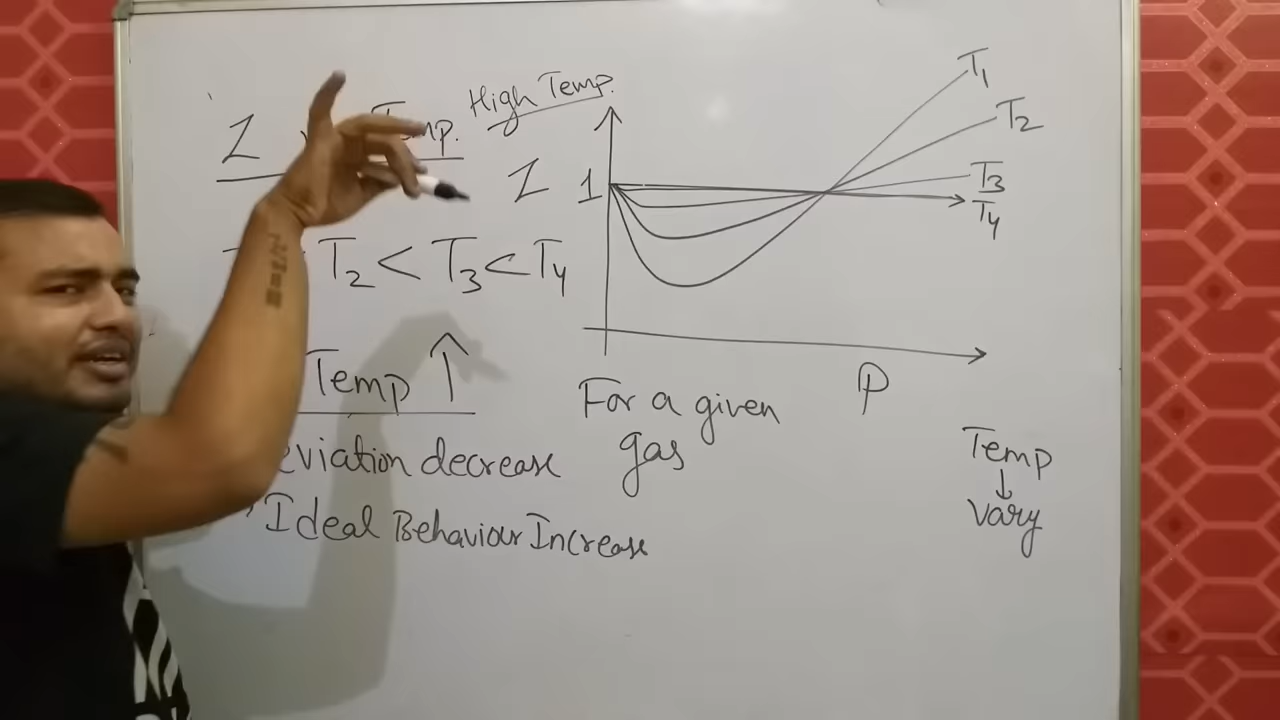 Z Temp. High Temp.
T2 < T3 < T4
Temp ↑
eviation decrease
Ideal Behaviour Increase
Z 1
T1
T2
T3
T4
P
For a given
gas
Temp
↓
Vary